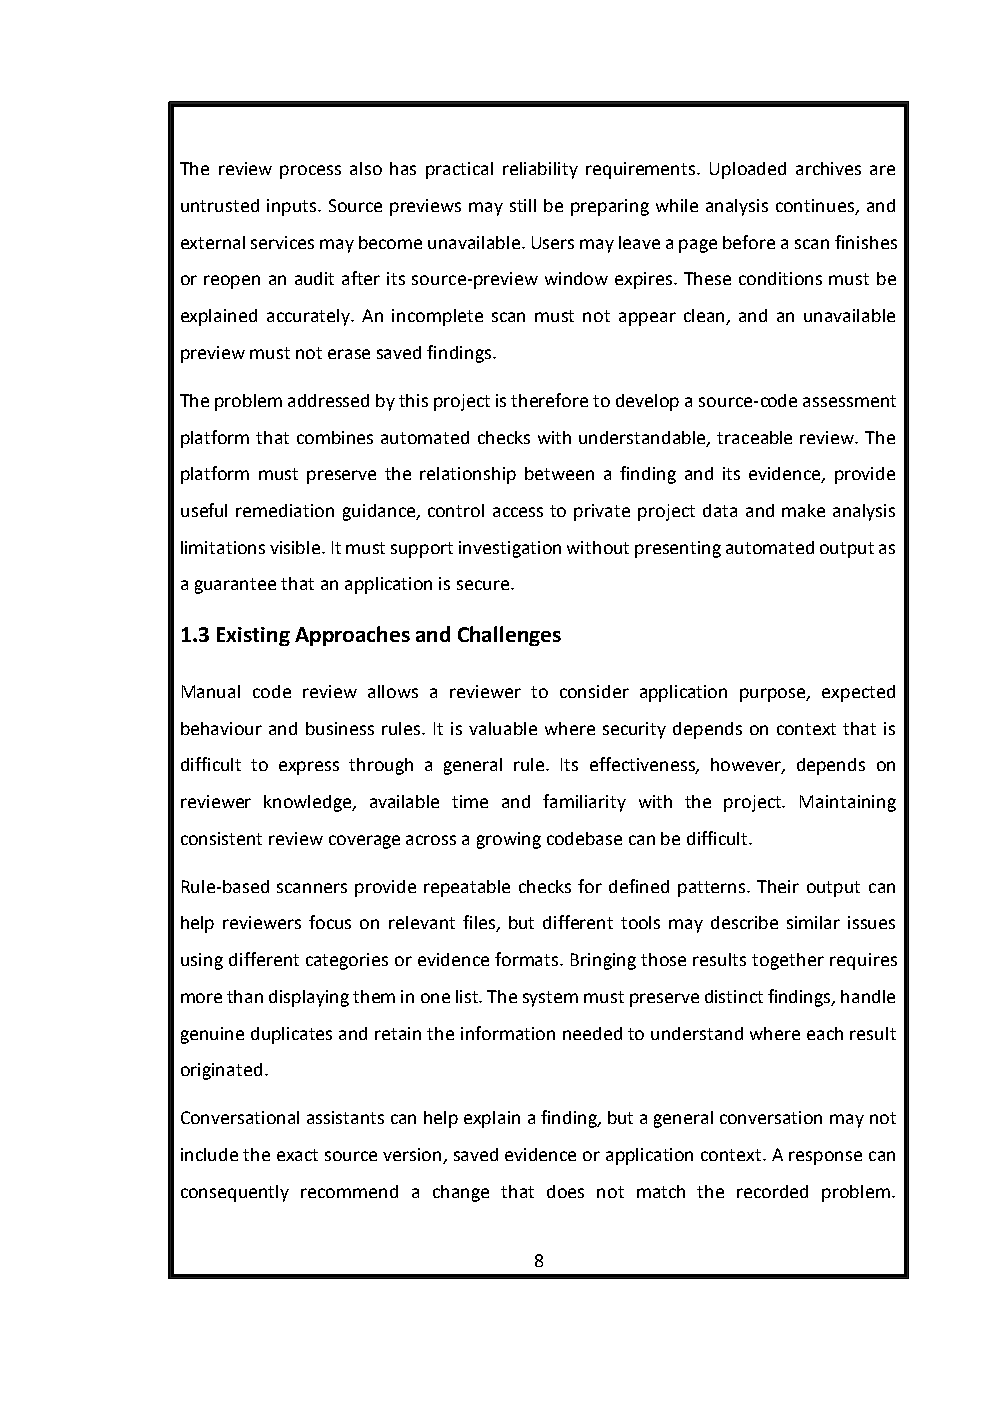 The review process also has practical reliability requirements. Uploaded archives are
untrusted inputs. Source previews may still be preparing while analysis continues, and
external services may become unavailable. Users may leave a page before a scan finishes
or reopen an audit after its source-preview window expires. These conditions must be
explained accurately. An incomplete scan must not appear clean, and an unavailable
preview must not erase saved findings.
The problem addressed by this project is therefore to develop a source-code assessment
platform that combines automated checks with understandable, traceable review. The
platform must preserve the relationship between a finding and its evidence, provide
useful remediation guidance, control access to private project data and make analysis
limitations visible. It must support investigation without presenting automated output as
a guarantee that an application is secure.
1.3 Existing Approaches and Challenges
Manual code review allows a reviewer to consider application purpose, expected
behaviour and business rules. It is valuable where security depends on context that is
difficult to express through a general rule. Its effectiveness, however, depends on
reviewer knowledge, available time and familiarity with the project. Maintaining
consistent review coverage across a growing codebase can be difficult.
Rule-based scanners provide repeatable checks for defined patterns. Their output can
help reviewers focus on relevant files, but different tools may describe similar issues
using different categories or evidence formats. Bringing those results together requires
more than displaying them in one list. The system must preserve distinct findings, handle
genuine duplicates and retain the information needed to understand where each result
originated.
Conversational assistants can help explain a finding, but a general conversation may not
include the exact source version, saved evidence or application context. A response can
consequently recommend a change that does not match the recorded problem.
8